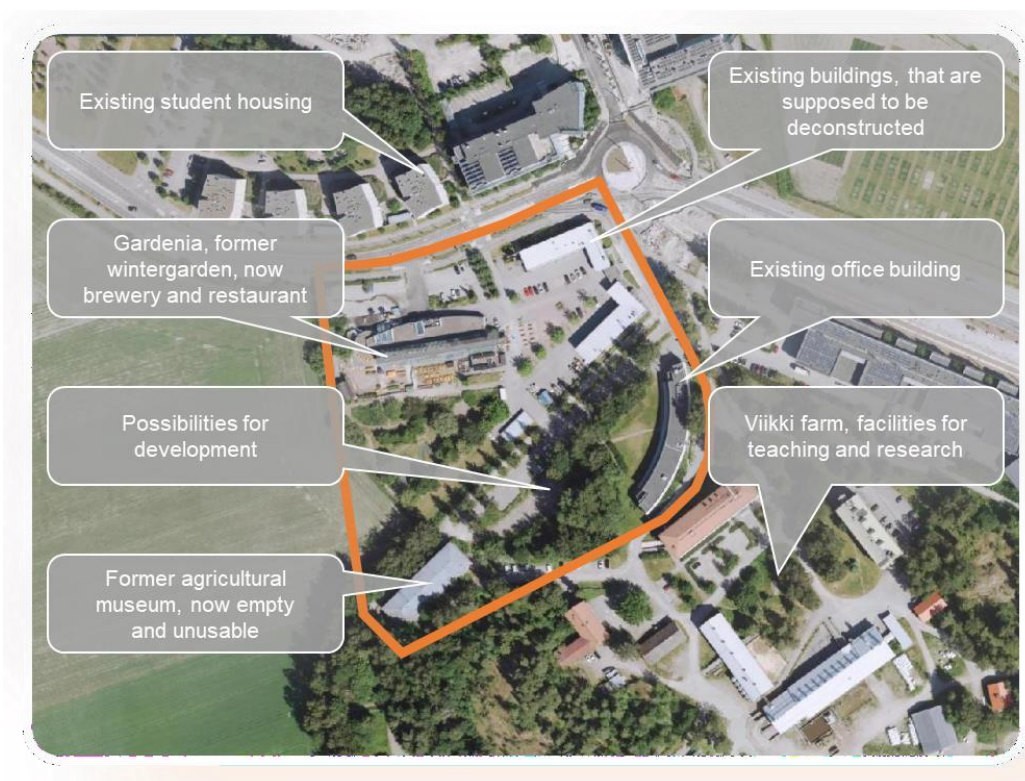 Existing student housing
Existing buildings, that are
supposed to be
deconstructed
Gardenia, former
wintergarden, now
brewery and restaurant
Existing office building
Possibilities for
development
Viikki farm, facilities for
teaching and research
Former agricultural
museum, now empty
and unusable